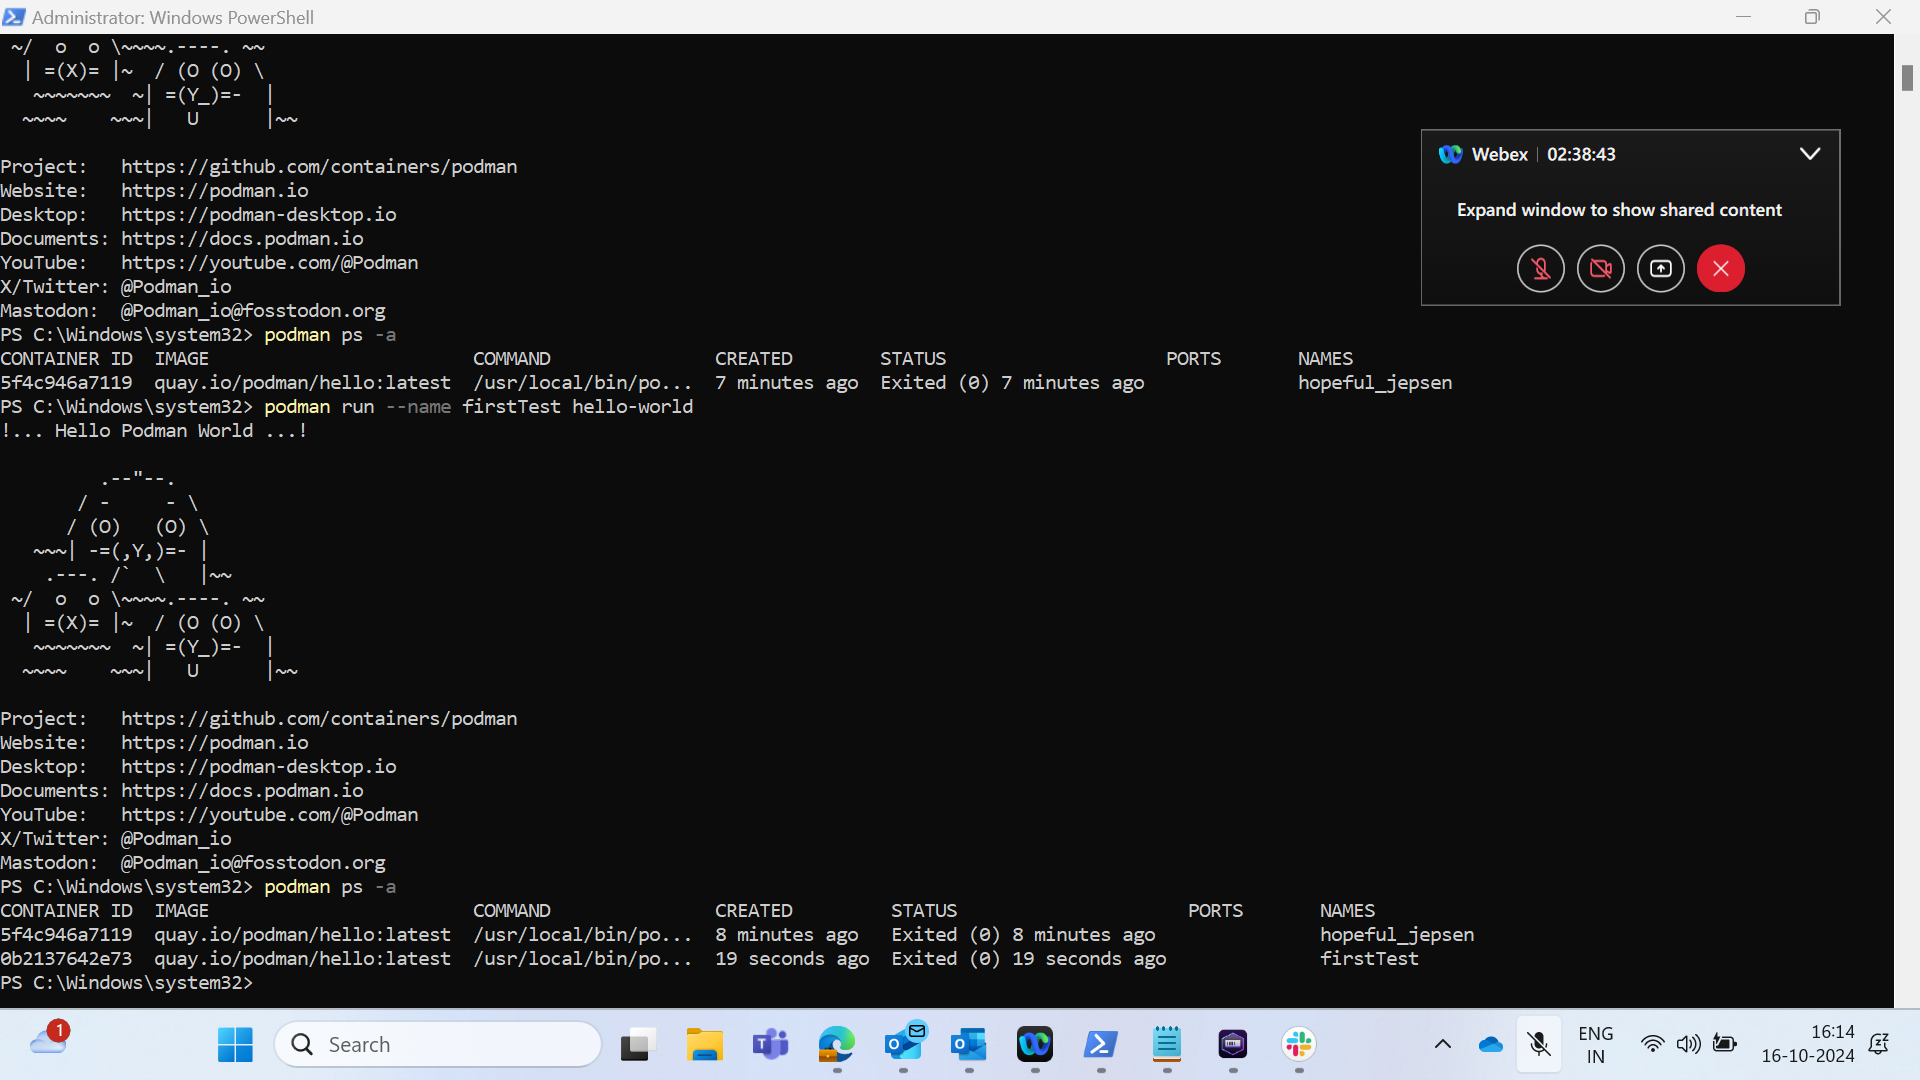 Administrator: Windows PowerShell
~/  o  o \~~~~.----. ~~
  | =(X)= |~  / (O (O) \
   ~~~~~~~  ~| =(Y_)=-  |
  ~~~~    ~~~|   U      |~~
Project:   https://github.com/containers/podman
Website:   https://podman.io
Desktop:   https://podman-desktop.io
Documents: https://docs.podman.io
YouTube:   https://youtube.com/@Podman
X/Twitter: @Podman_io
Mastodon:  @Podman_io@fosstodon.org
PS C:\Windows\system32> podman ps -a
CONTAINER ID  IMAGE                        COMMAND               CREATED        STATUS                    PORTS       NAMES
5f4c946a7119  quay.io/podman/hello:latest  /usr/local/bin/po...  7 minutes ago  Exited (0) 7 minutes ago              hopeful_jepsen
PS C:\Windows\system32> podman run --name firstTest hello-world
!... Hello Podman World ...!
         .--"--.
       / -     - \
      / (O)   (O) \
   ~~~| -=(,Y,)=- |
    .---. /`  \   |~~
 ~/  o  o \~~~~.----. ~~
  | =(X)= |~  / (O (O) \
   ~~~~~~~  ~| =(Y_)=-  |
  ~~~~    ~~~|   U      |~~
Project:   https://github.com/containers/podman
Website:   https://podman.io
Desktop:   https://podman-desktop.io
Documents: https://docs.podman.io
YouTube:   https://youtube.com/@Podman
X/Twitter: @Podman_io
Mastodon:  @Podman_io@fosstodon.org
PS C:\Windows\system32> podman ps -a
CONTAINER ID  IMAGE                        COMMAND               CREATED         STATUS                     PORTS       NAMES
5f4c946a7119  quay.io/podman/hello:latest  /usr/local/bin/po...  8 minutes ago   Exited (0) 8 minutes ago               hopeful_jepsen
0b2137642e73  quay.io/podman/hello:latest  /usr/local/bin/po...  19 seconds ago  Exited (0) 19 seconds ago              firstTest
PS C:\Windows\system32>
Webex | 02:38:43
Expand window to show shared content
1
Search
ENG
IN
16:14
16-10-2024